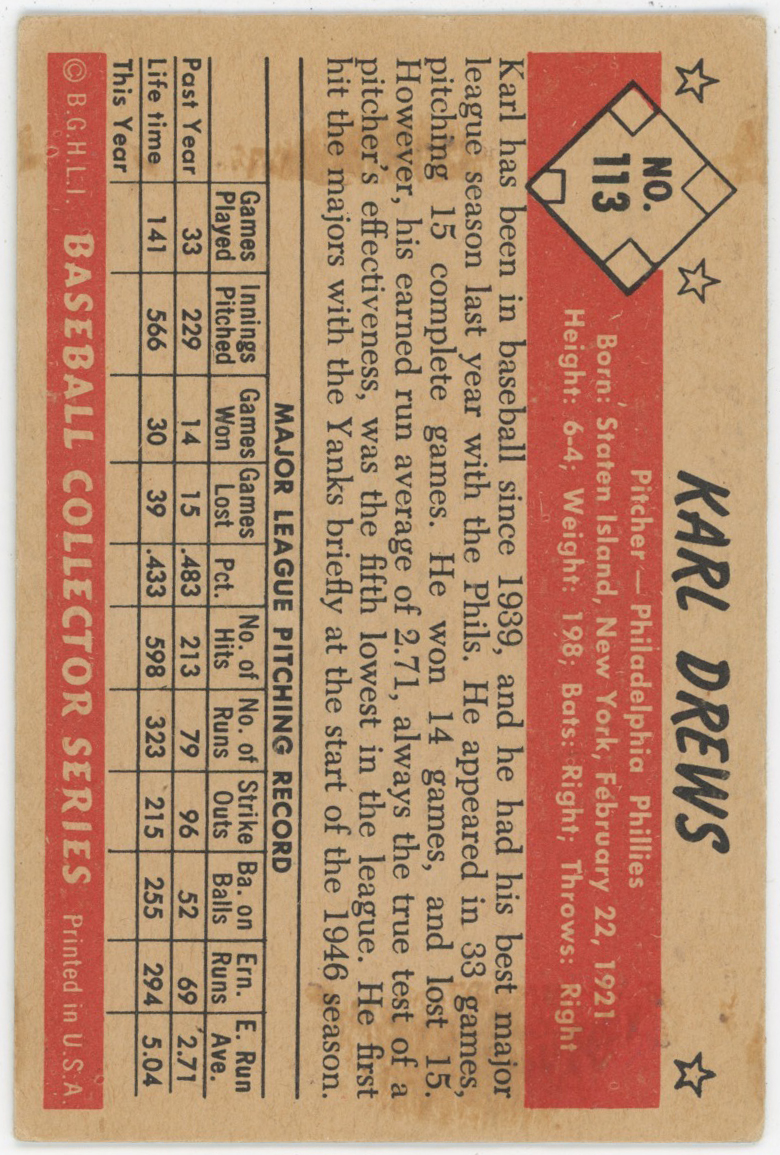 NO.
113
KARL DREWS
Pitcher — Philadelphia Phillies
Born: Staten Island, New York, February 22, 1921
Height: 6-4; Weight: 198; Bats: Right; Throws: Right
Karl has been in baseball since 1939, and he had his best major
league season last year with the Phils. He appeared in 33 games,
pitching 15 complete games. He won 14 games, and lost 15.
However, his earned run average of 2.71, always the true test of a
pitcher's effectiveness, was the fifth lowest in the league. He first
hit the majors with the Yanks briefly at the start of the 1946 season.
MAJOR LEAGUE PITCHING RECORD
Games Played Innings Pitched Games Won Games Lost Pct. No. of Hits No. of Runs Strike Outs Ba. on Balls Ern. Runs E. Run Ave.
Past Year 33 229 14 15 .483 213 79 96 52 69 2.71
Life time 141 566 30 39 .433 598 323 215 255 294 5.04
This Year
© B.G.H.L.I. BASEBALL COLLECTOR SERIES Printed in U.S.A.